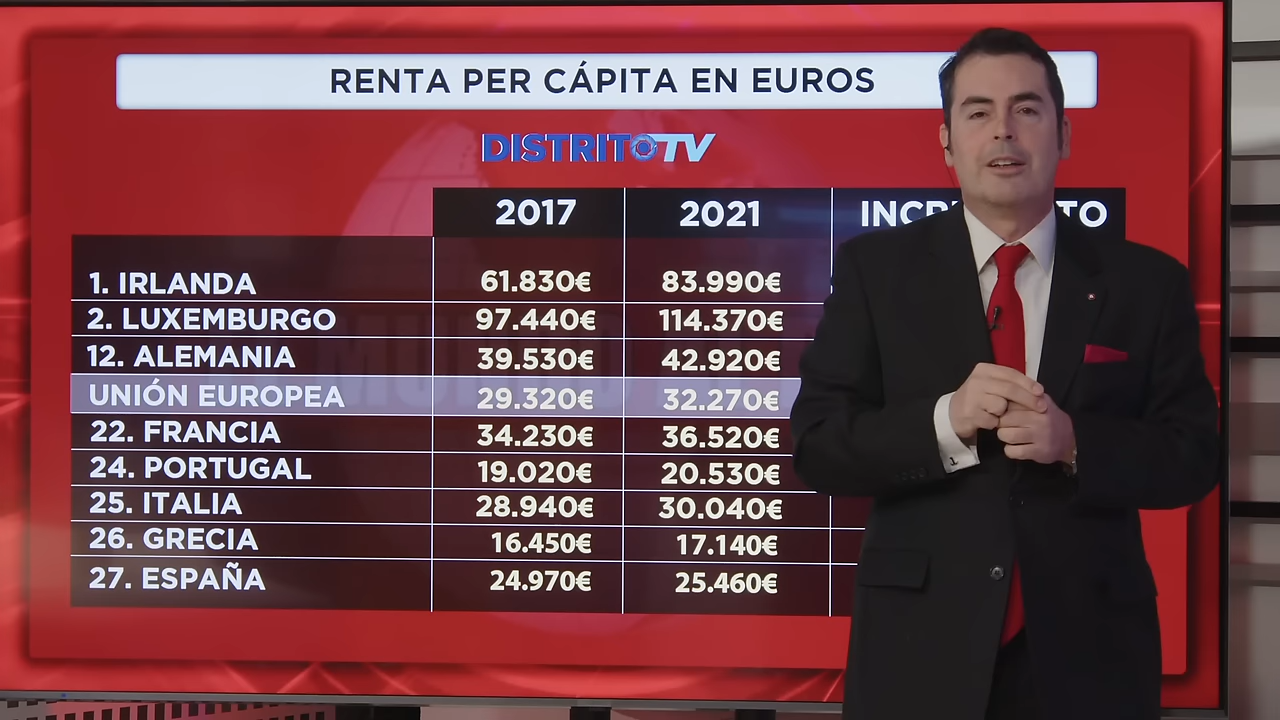 RENTA PER CÁPITA EN EUROS
DISTRITOTV
2017 2021
1. IRLANDA 61.830€ 83.990€
2. LUXEMBURGO 97.440€ 114.370€
12. ALEMANIA 39.530€ 42.920€
UNIÓN EUROPEA 29.320€ 32.270€
22. FRANCIA 34.230€ 36.520€
24. PORTUGAL 19.020€ 20.530€
25. ITALIA 28.940€ 30.040€
26. GRECIA 16.450€ 17.140€
27. ESPAÑA 24.970€ 25.460€